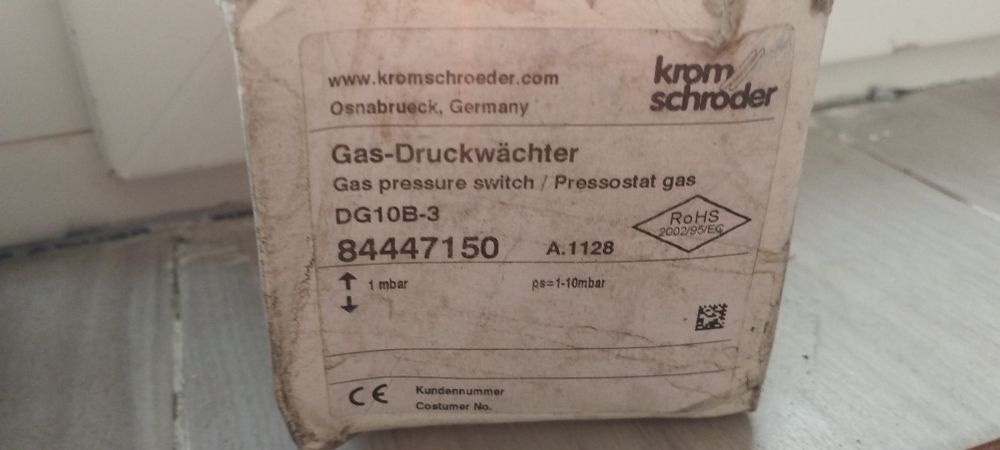 www.kromschroeder.com
Osnabrueck, Germany
krom
schröder
Gas-Druckwächter
Gas pressure switch / Pressostat gas
DG10B-3
84447150 A.1128
RoHS
2002/95/EC
1 mbar ps=1-10mbar
CE Kundennummer
Costumer No.